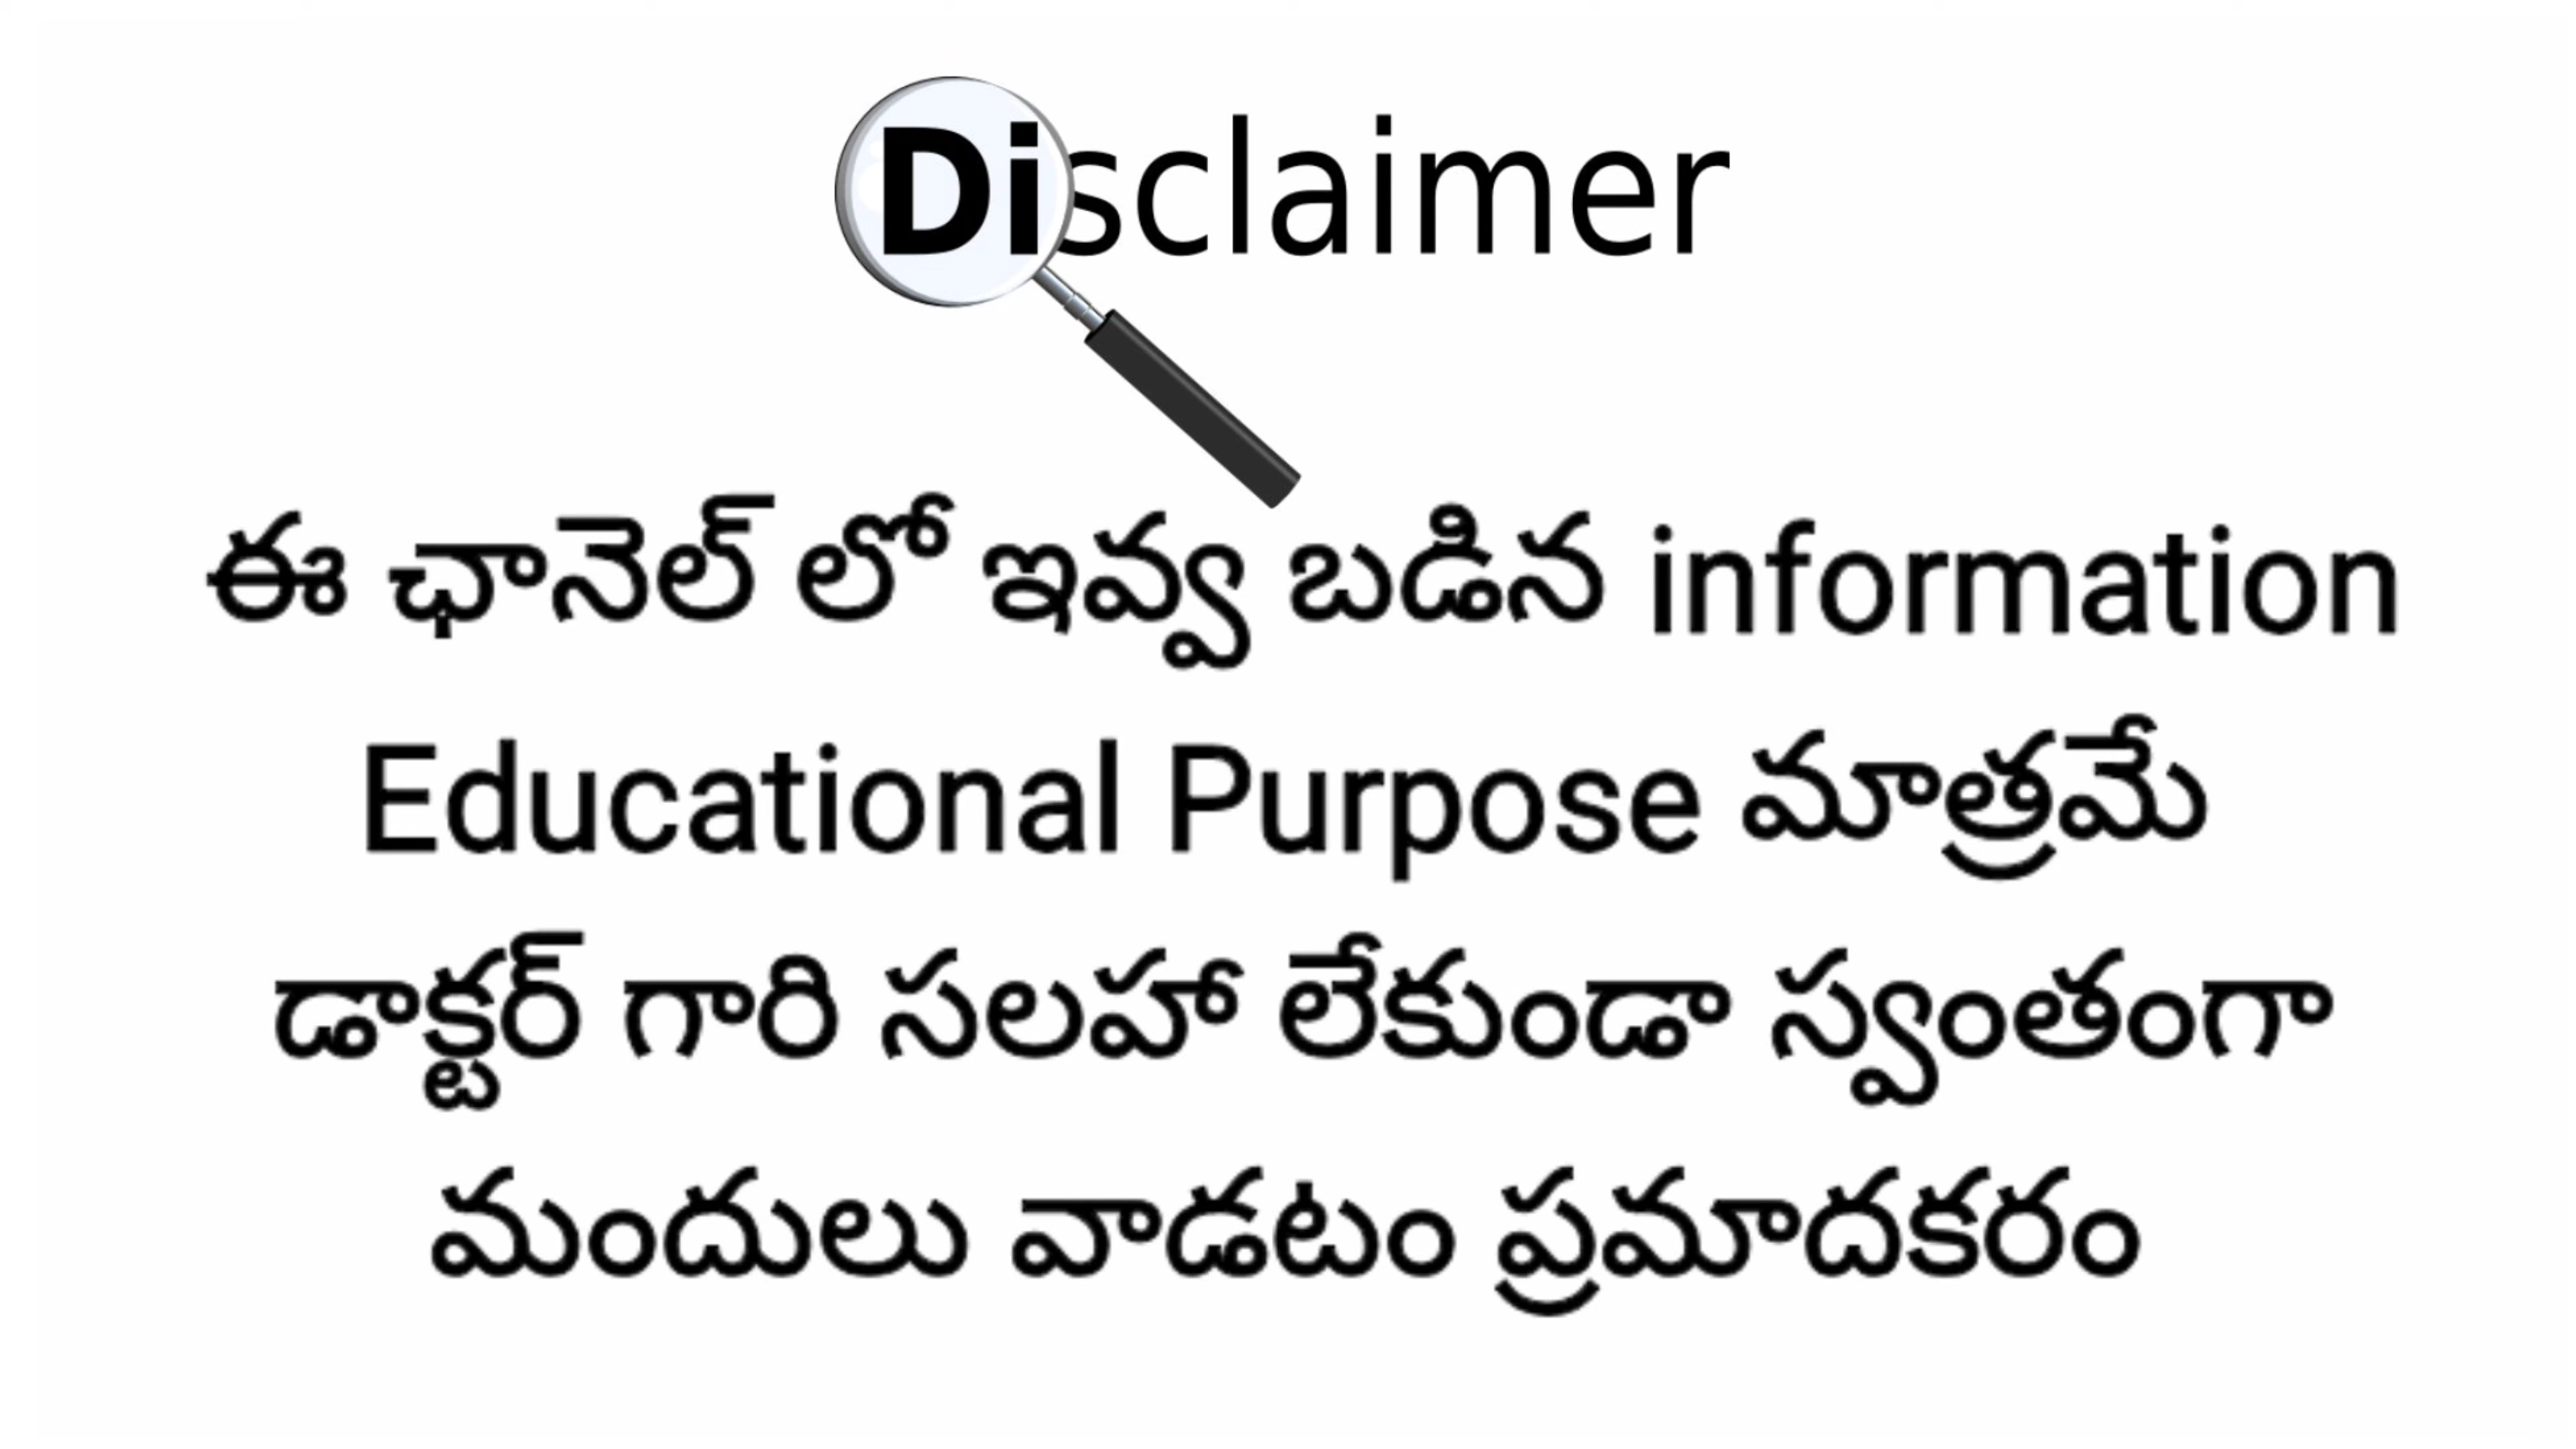 Disclaimer
ఈ ఛానెల్ లో ఇవ్వ బడిన information
Educational Purpose మాత్రమే
డాక్టర్ గారి సలహా లేకుండా స్వంతంగా
మందులు వాడటం ప్రమాదకరం